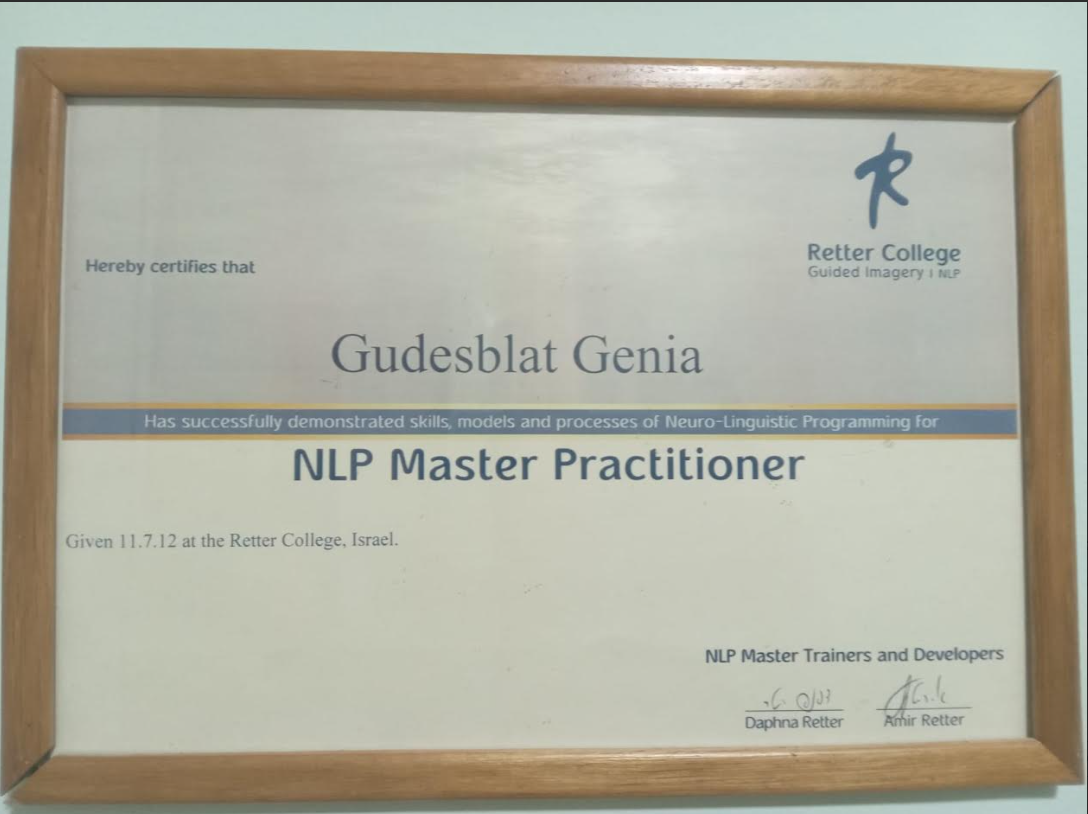 Retter College
Guided Imagery | NLP
Hereby certifies that
Gudesblat Genia
Has successfully demonstrated skills, models and processes of Neuro-Linguistic Programming for
NLP Master Practitioner
Given 11.7.12 at the Retter College, Israel.
NLP Master Trainers and Developers
Daphna Retter
Amir Retter